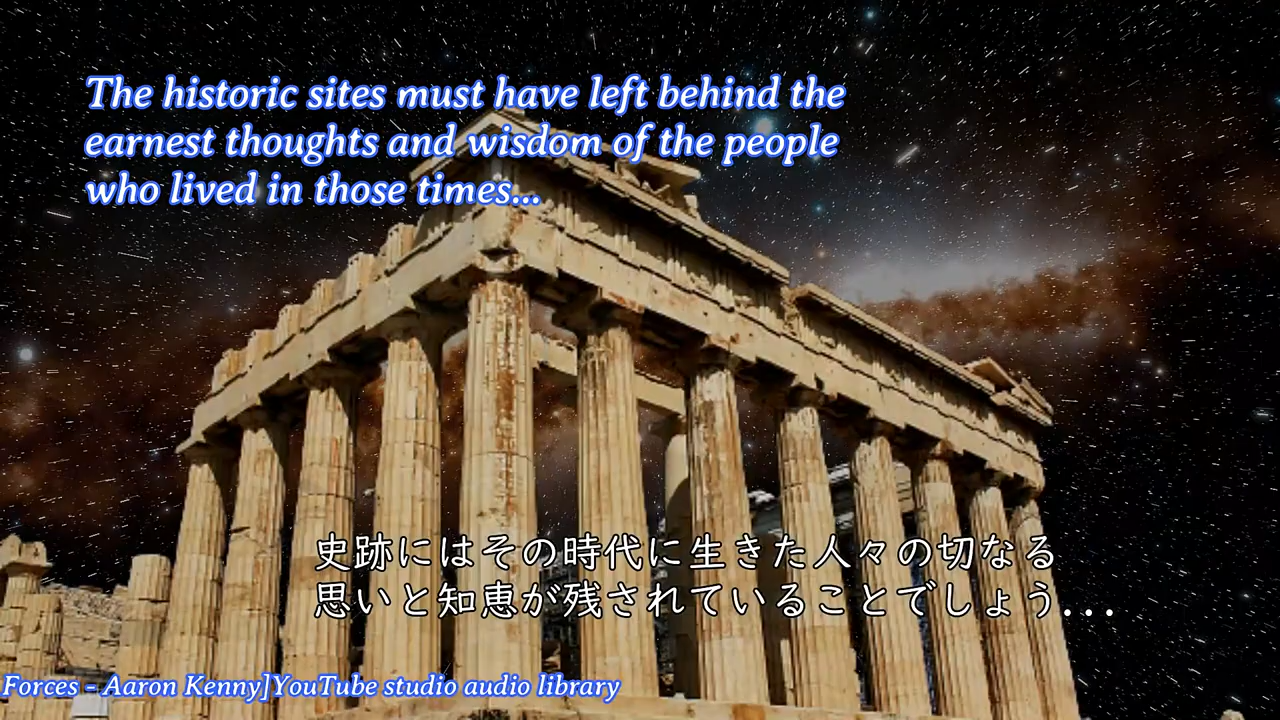 The historic sites must have left behind the
earnest thoughts and wisdom of the people
who lived in those times...
史跡にはその時代に生きた人々の切なる
思いと知恵が残されていることでしょう...
Forces - Aaron Kenny]YouTube studio audio library